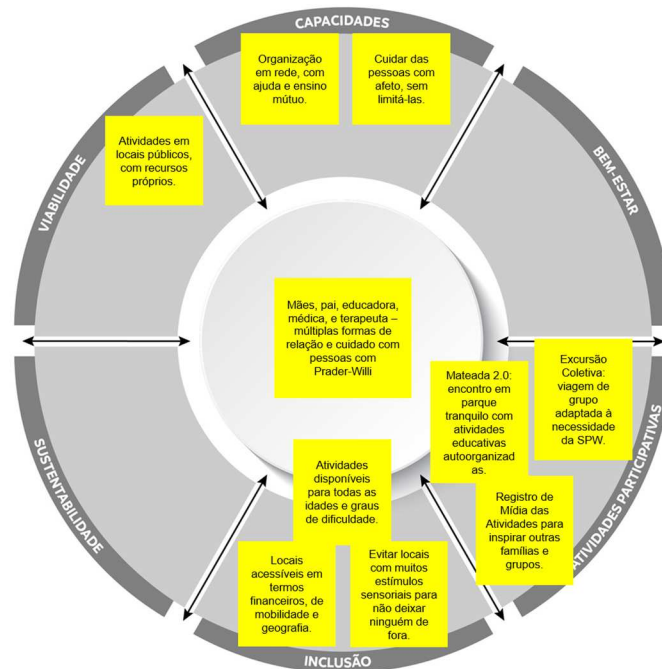 CAPACIDADES
Organização
em rede, com
ajuda e ensino
mútuo.
Cuidar das
pessoas com
afeto, sem
limitá-las.
VIABILIDADE
Atividades em
locais públicos,
com recursos
próprios.
BEM-ESTAR
Mães, pai, educadora,
médica, e terapeuta –
múltiplas formas de
relação e cuidado com
pessoas com
Prader-Willi
Mateada 2.0:
encontro em
parque
tranquilo com
atividades
educativas
autoorganizad
as.
Excursão
Coletiva:
viagem de
grupo
adaptada à
necessidade
da SPW.
Registro de
Mídia das
Atividades para
inspirar outras
famílias e
grupos.
ATIVIDADES PARTICIPATIVAS
SUSTENTABILIDADE
Atividades
disponíveis
para todas as
idades e graus
de dificuldade.
Locais
acessíveis em
termos
financeiros, de
mobilidade e
geografia.
Evitar locais
com muitos
estímulos
sensoriais para
não deixar
ninguém de
fora.
INCLUSÃO